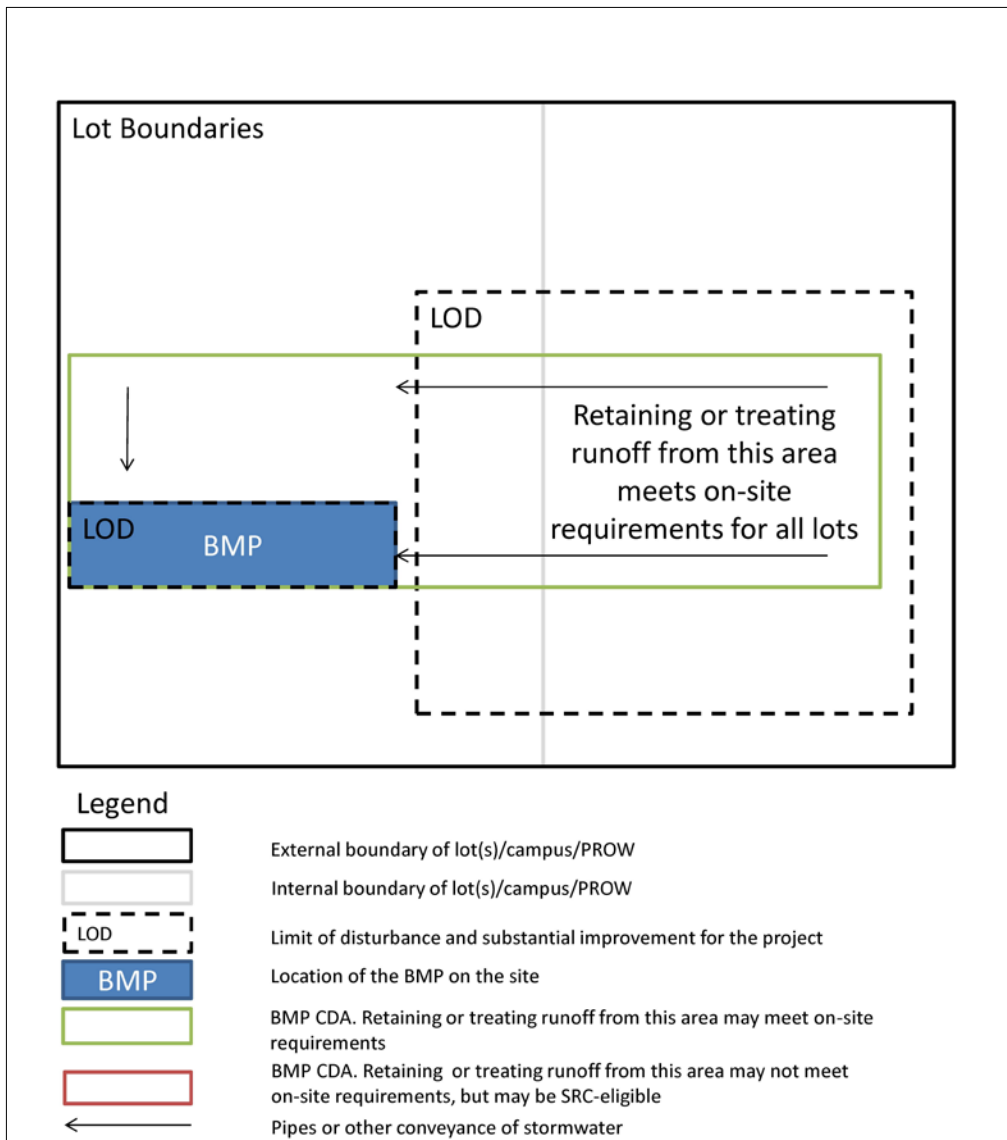 Lot Boundaries
LOD
Retaining or treating
runoff from this area
meets on-site
requirements for all lots
LOD
BMP
Legend
External boundary of lot(s)/campus/PROW
Internal boundary of lot(s)/campus/PROW
LOD
Limit of disturbance and substantial improvement for the project
BMP
Location of the BMP on the site
BMP CDA. Retaining or treating runoff from this area may meet on-site
requirements
BMP CDA. Retaining or treating runoff from this area may not meet
on-site requirements, but may be SRC-eligible
Pipes or other conveyance of stormwater